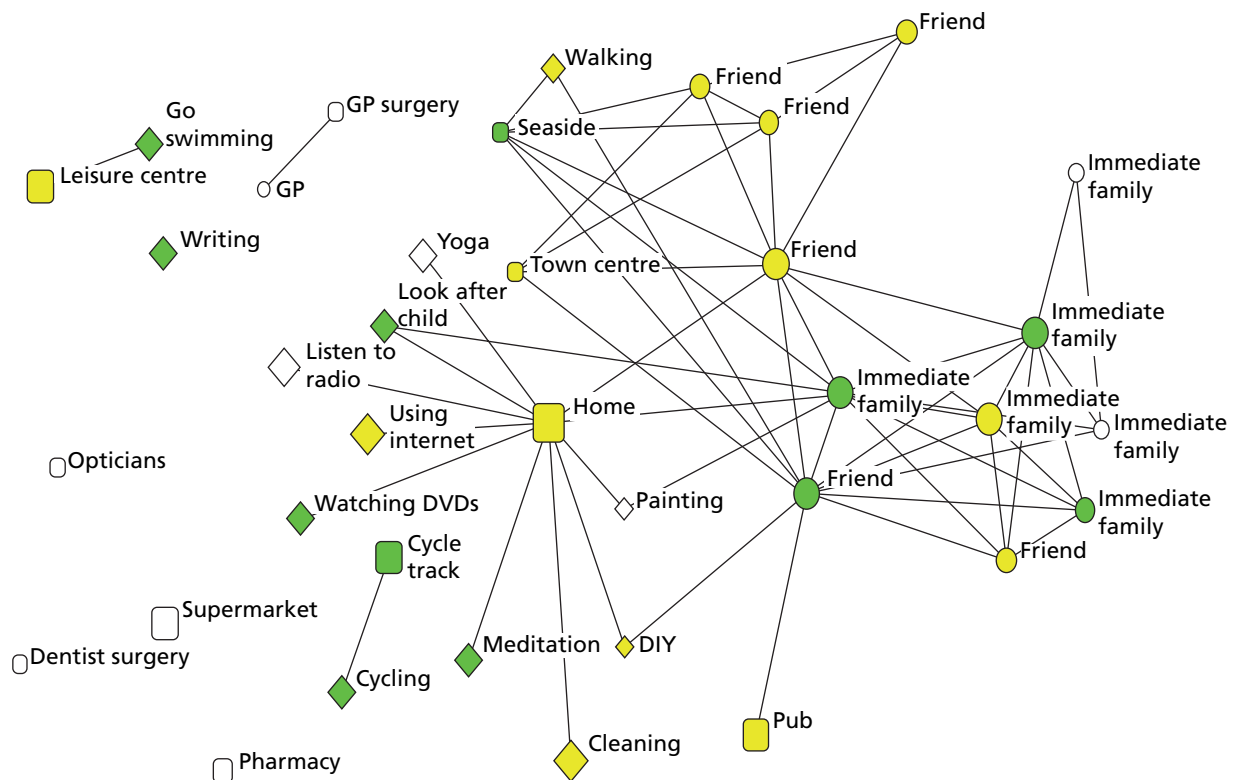 Friend
Walking
Friend
Friend
GP surgery
Go
swimming
Seaside
Leisure centre
GP
Immediate
family
Writing
Yoga
Friend
Town centre
Look after
child
Immediate
family
Listen to
radio
Immediate
family
Home
Using
internet
Immediate
family
Immediate
family
Opticians
Watching DVDs
Painting
Friend
Immediate
family
Cycle
track
Friend
Supermarket
Dentist surgery
Meditation
DIY
Cycling
Pub
Cleaning
Pharmacy